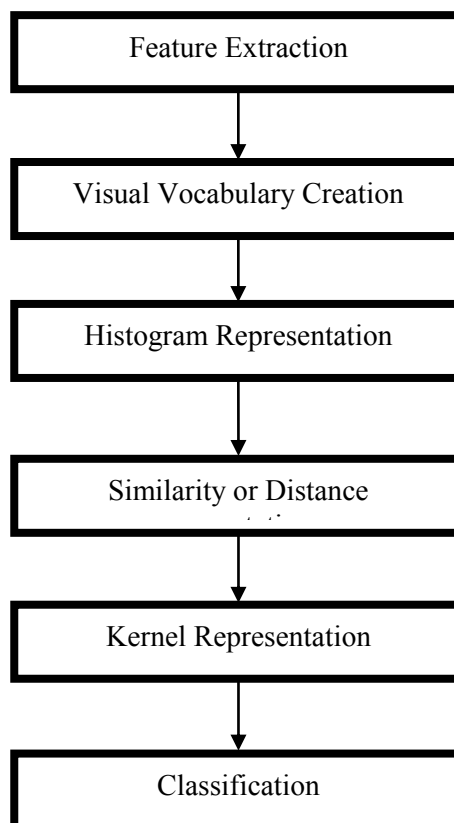 Feature Extraction
Visual Vocabulary Creation
Histogram Representation
Similarity or Distance
Kernel Representation
Classification